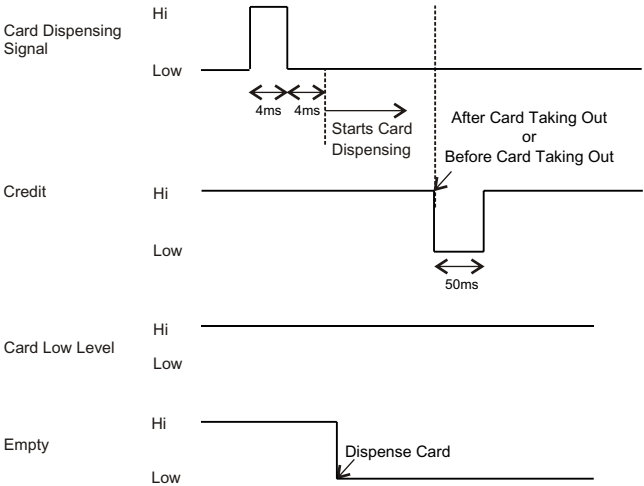 Card Dispensing
Signal
Hi
Low
4ms
4ms
Starts Card
Dispensing
After Card Taking Out
or
Before Card Taking Out
Credit
Hi
Low
50ms
Card Low Level
Hi
Low
Empty
Hi
Low
Dispense Card